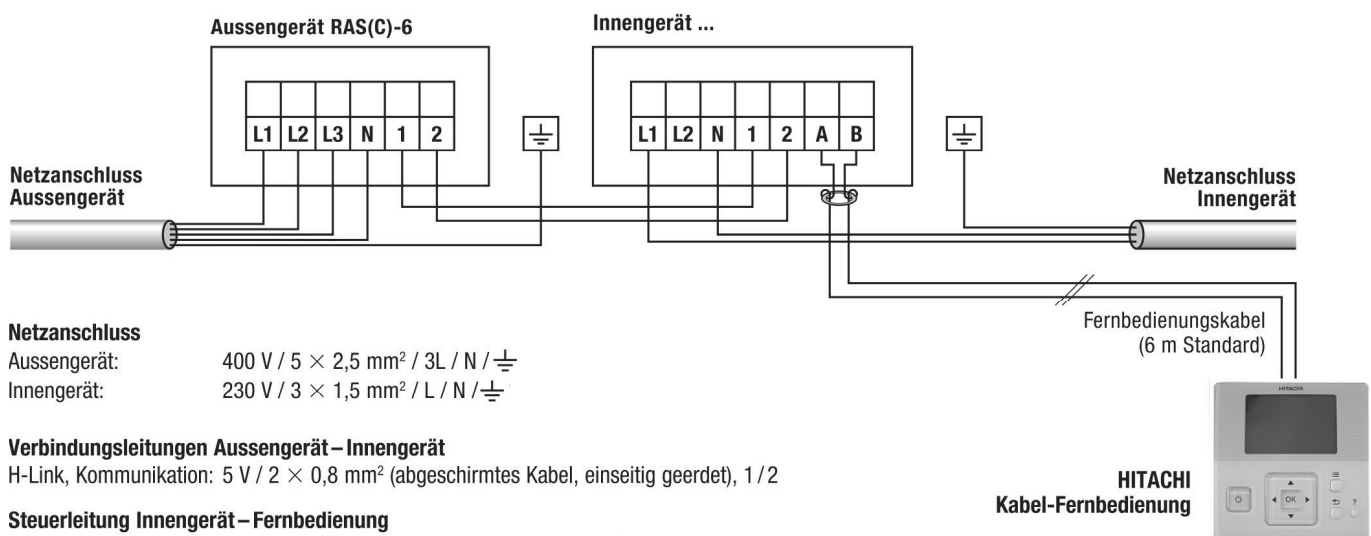 Aussengerät RAS(C)-6
Innengerät ...
L1 L2 L3 N 1 2
L1 L2 N 1 2 A B
Netzanschluss
Aussengerät
Netzanschluss
Innengerät
Fernbedienungskabel
(6 m Standard)
Netzanschluss
Aussengerät: 400 V / 5 × 2,5 mm² / 3L / N / ⏚
Innengerät: 230 V / 3 × 1,5 mm² / L / N / ⏚
Verbindungsleitungen Aussengerät – Innengerät
H-Link, Kommunikation: 5 V / 2 × 0,8 mm² (abgeschirmtes Kabel, einseitig geerdet), 1 / 2
Steuerleitung Innengerät – Fernbedienung
HITACHI
Kabel-Fernbedienung
HITACHI
OK
?